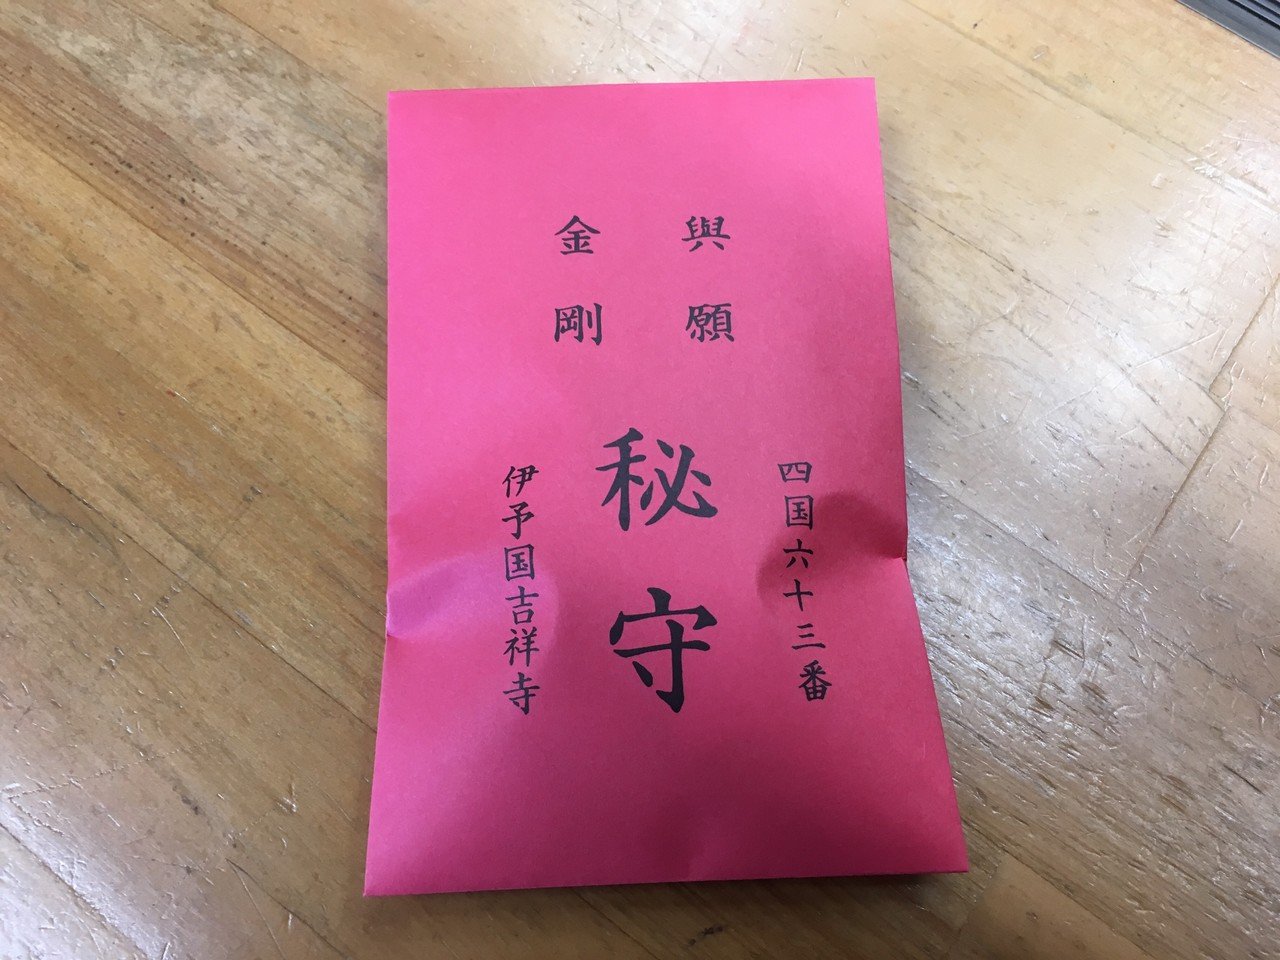 與願
金剛
秘守
四国六十三番
伊予国吉祥寺